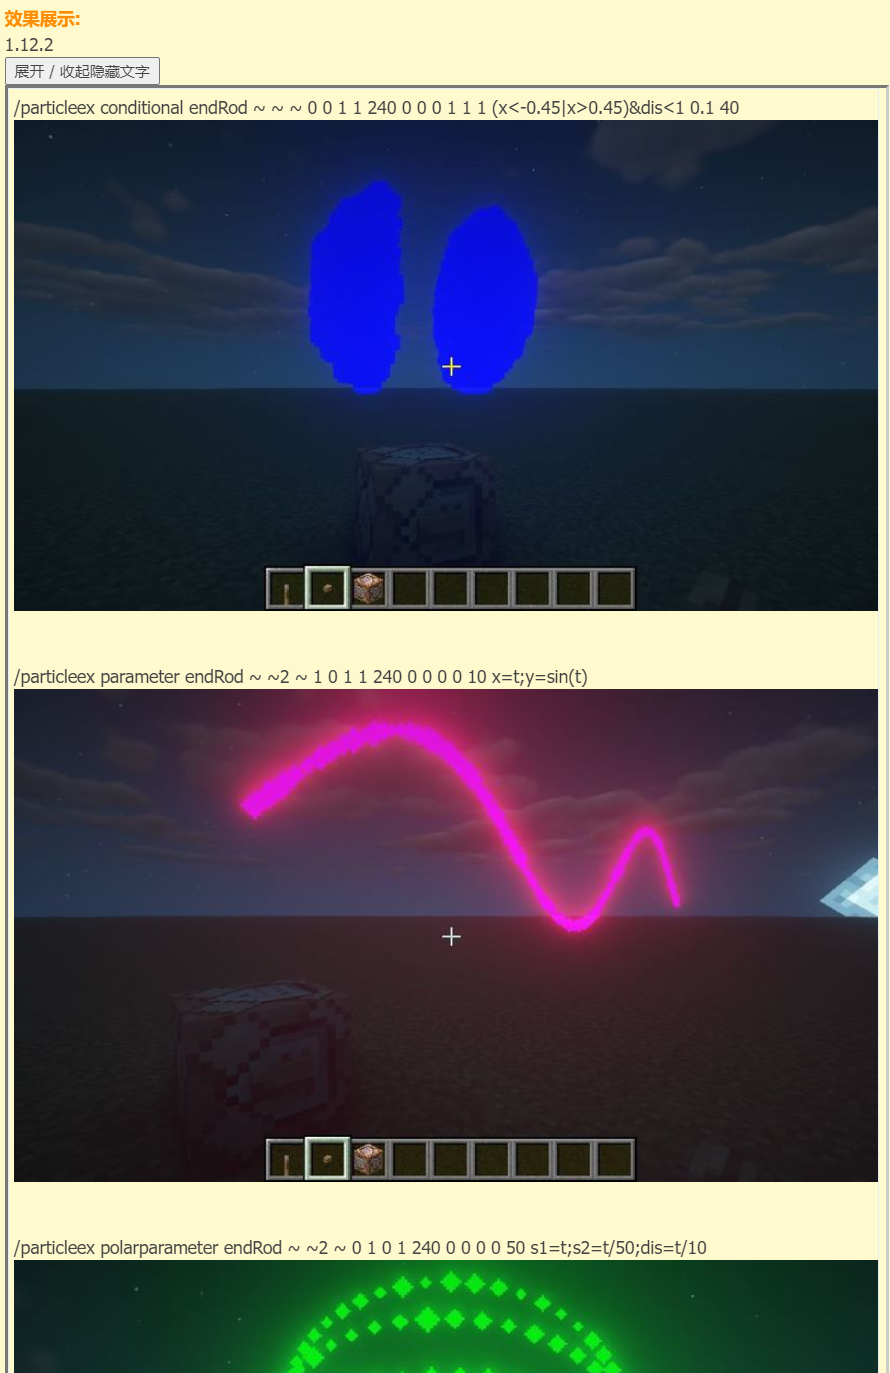 效果展示:
1.12.2
展开 / 收起隐藏文字
/particleex conditional endRod ~ ~ ~ 0 0 1 1 240 0 0 0 1 1 1 (x<-0.45|x>0.45)&dis<1 0.1 40
/particleex parameter endRod ~ ~2 ~ 1 0 1 1 240 0 0 0 0 10 x=t;y=sin(t)
/particleex polarparameter endRod ~ ~2 ~ 0 1 0 1 240 0 0 0 0 50 s1=t;s2=t/50;dis=t/10